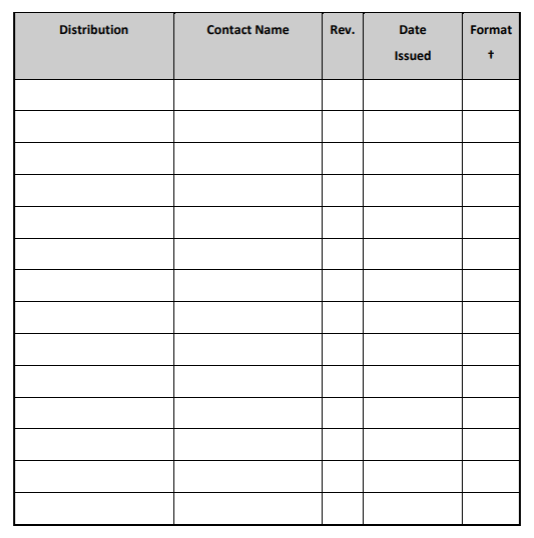 Distribution Contact Name Rev. Date Issued Format †